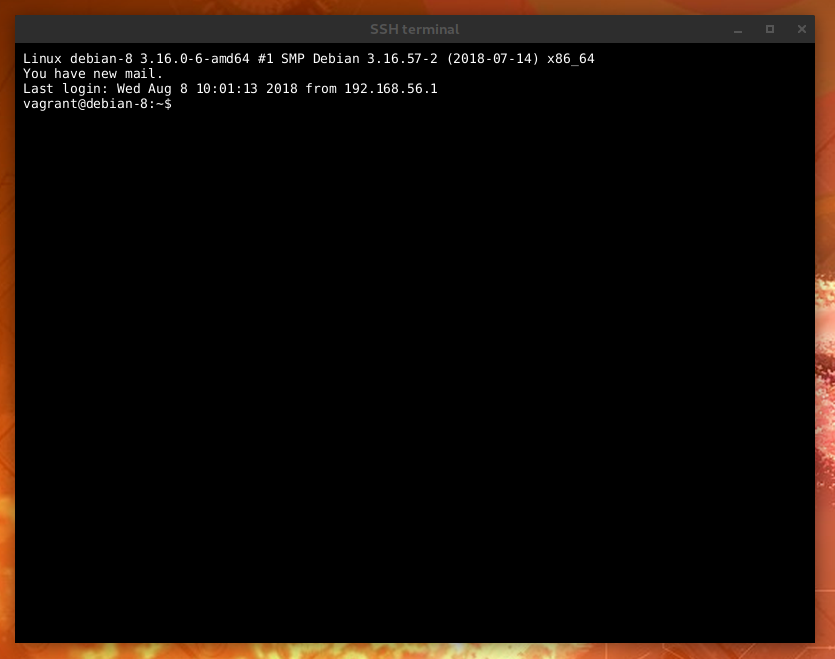 SSH terminal
Linux debian-8 3.16.0-6-amd64 #1 SMP Debian 3.16.57-2 (2018-07-14) x86_64
You have new mail.
Last login: Wed Aug 8 10:01:13 2018 from 192.168.56.1
vagrant@debian-8:~$